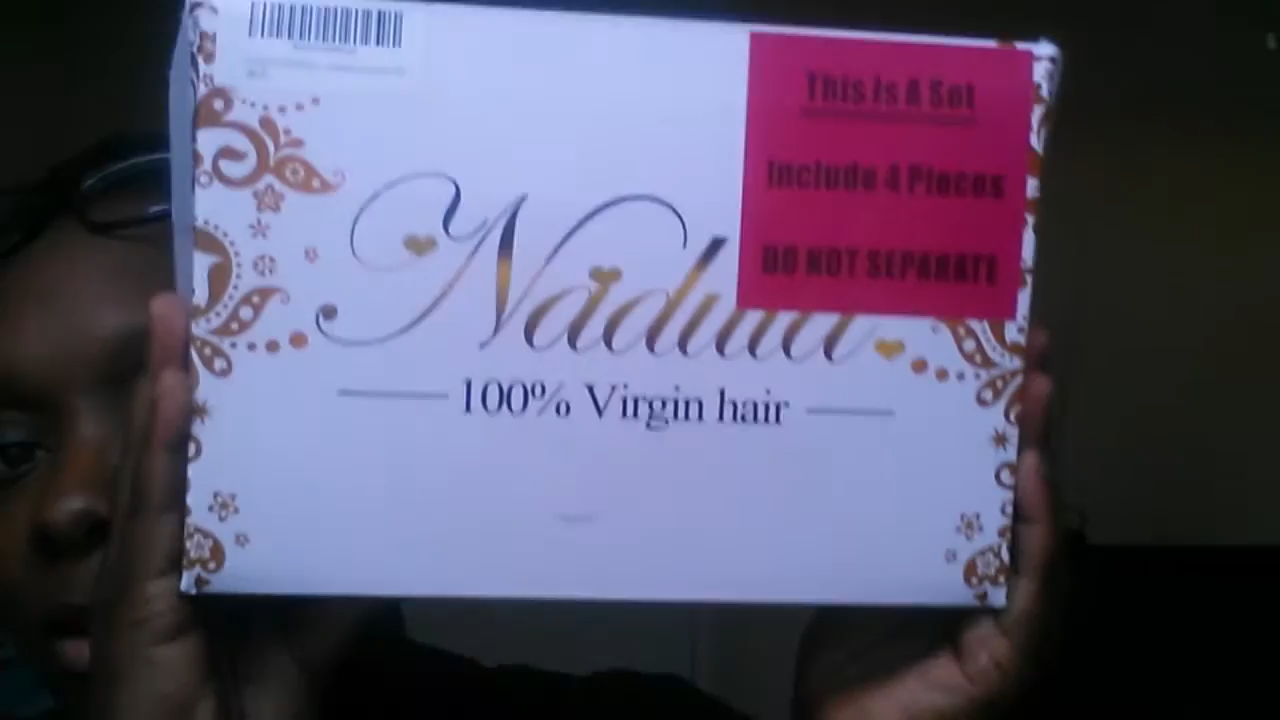 This Is A Set
Include 4 Pieces
DO NOT SEPARATE
Nadula
100% Virgin hair